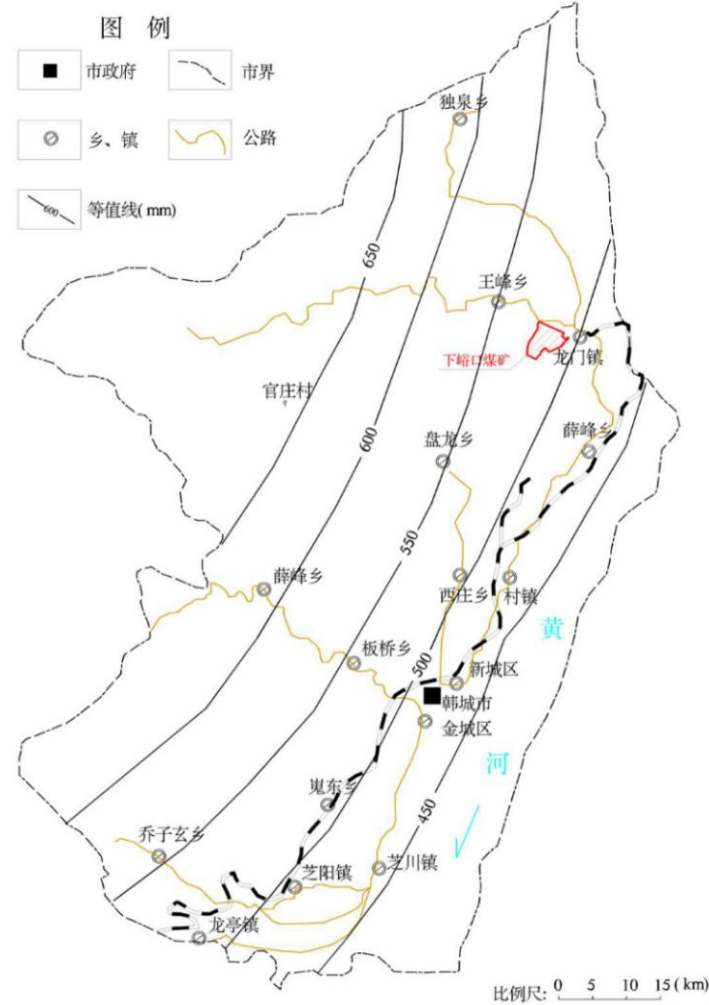 图 例
市政府
市界
乡、镇
公路
600
等值线( mm)
独泉乡
650
王峰乡
龙门镇
下峪口煤矿
官庄村
600
盘龙乡
薛峰乡
550
薛峰乡
西庄乡
村镇
黄
板桥乡
500
新城区
韩城市
金城区
河
嵬东乡
450
乔子玄乡
芝阳镇
芝川镇
龙亭镇
比例尺: 0 5 10 15 ( km)